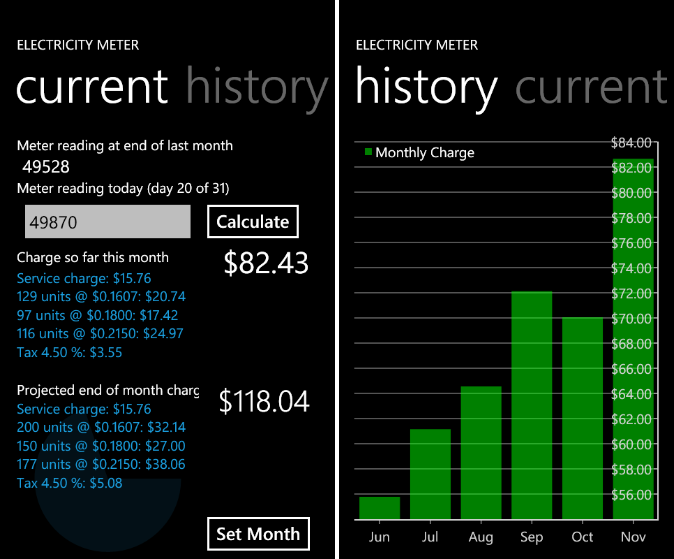 ELECTRICITY METER
current history
Meter reading at end of last month
49528
Meter reading today (day 20 of 31)
49870
Calculate
Charge so far this month
$82.43
Service charge: $15.76
129 units @ $0.1607: $20.74
97 units @ $0.1800: $17.42
116 units @ $0.2150: $24.97
Tax 4.50 %: $3.55
Projected end of month charg
$118.04
Service charge: $15.76
200 units @ $0.1607: $32.14
150 units @ $0.1800: $27.00
177 units @ $0.2150: $38.06
Tax 4.50 %: $5.08
Set Month
ELECTRICITY METER
history current
Monthly Charge
$84.00
$82.00
$80.00
$78.00
$76.00
$74.00
$72.00
$70.00
$68.00
$66.00
$64.00
$62.00
$60.00
$58.00
$56.00
Jun Jul Aug Sep Oct Nov